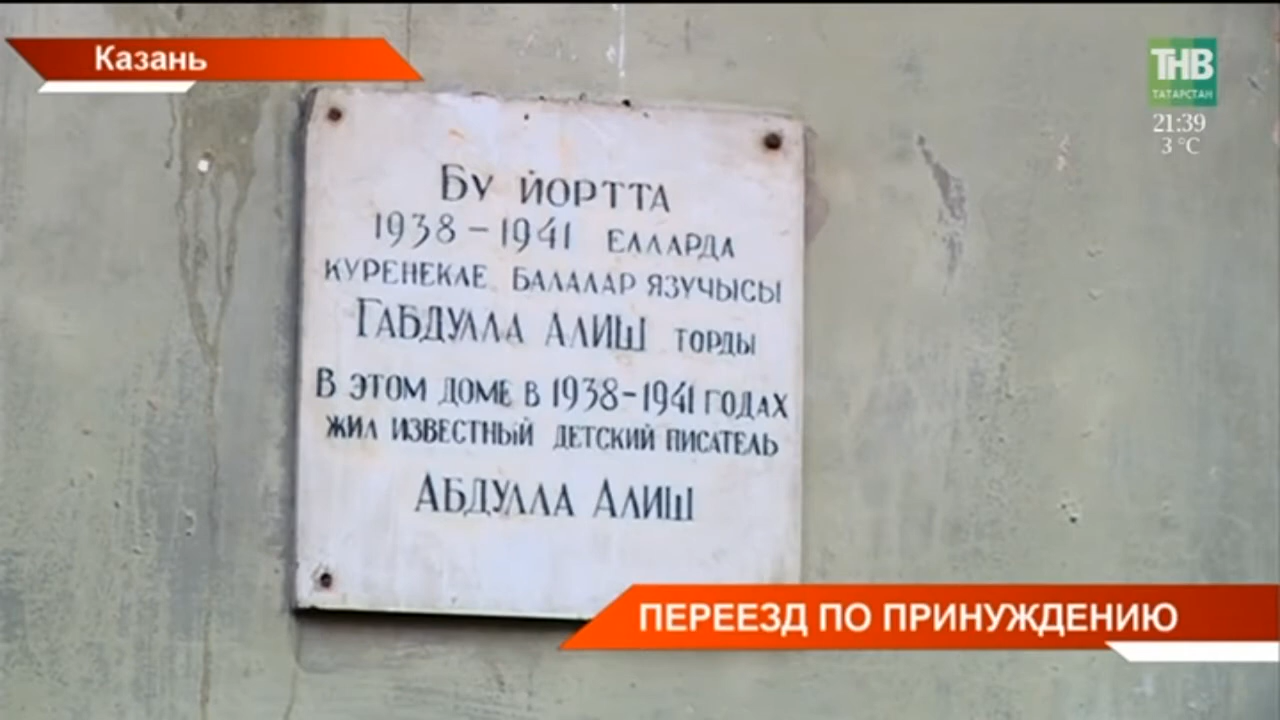 Казань
ТНВ
ТАТАРСТАН
21:39
3 °C
БУ ЙОРТТА
1938-1941 ЕЛЛАРДА
КУРЕНЕКЛЕ БАЛАЛАР ЯЗУЧЫСЫ
ГАБДУЛЛА АЛИШ ТОРДЫ
В ЭТОМ ДОМЕ В 1938-1941 ГОДАХ
ЖИЛ ИЗВЕСТНЫЙ ДЕТСКИЙ ПИСАТЕЛЬ
АБДУЛЛА АЛИШ
ПЕРЕЕЗД ПО ПРИНУЖДЕНИЮ